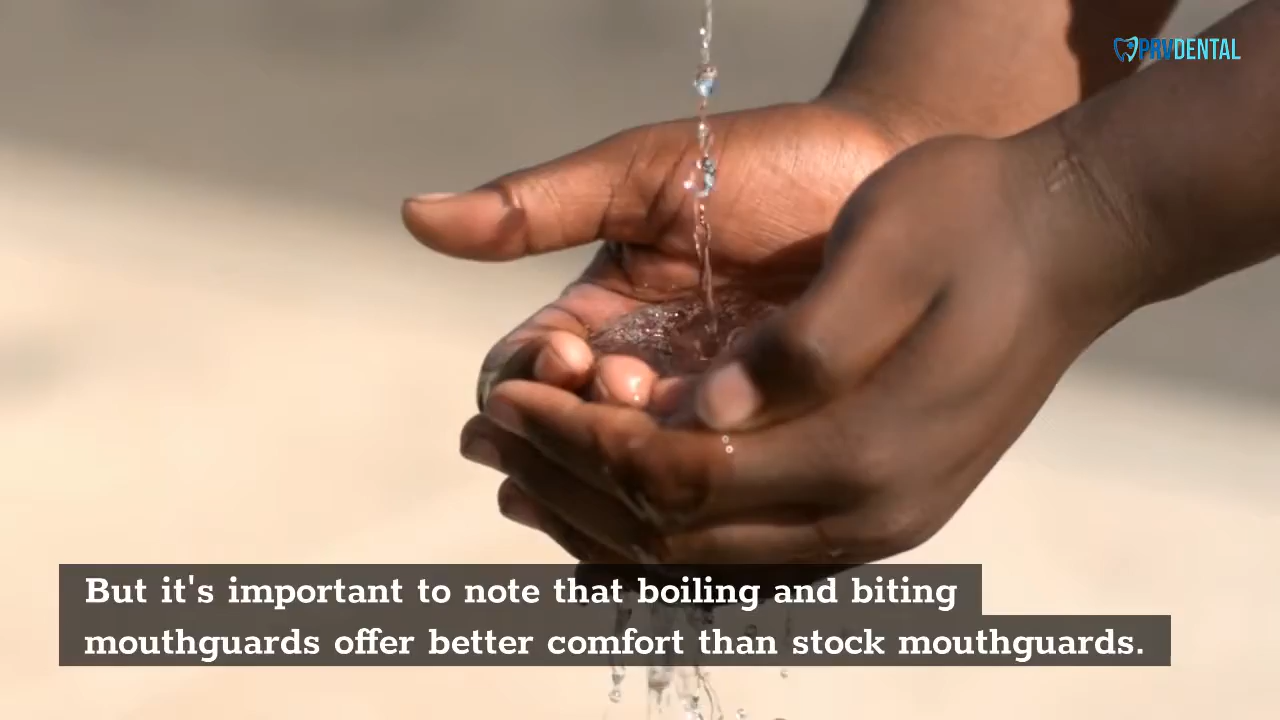 PRVDENTAL
But it's important to note that boiling and biting
mouthguards offer better comfort than stock mouthguards.